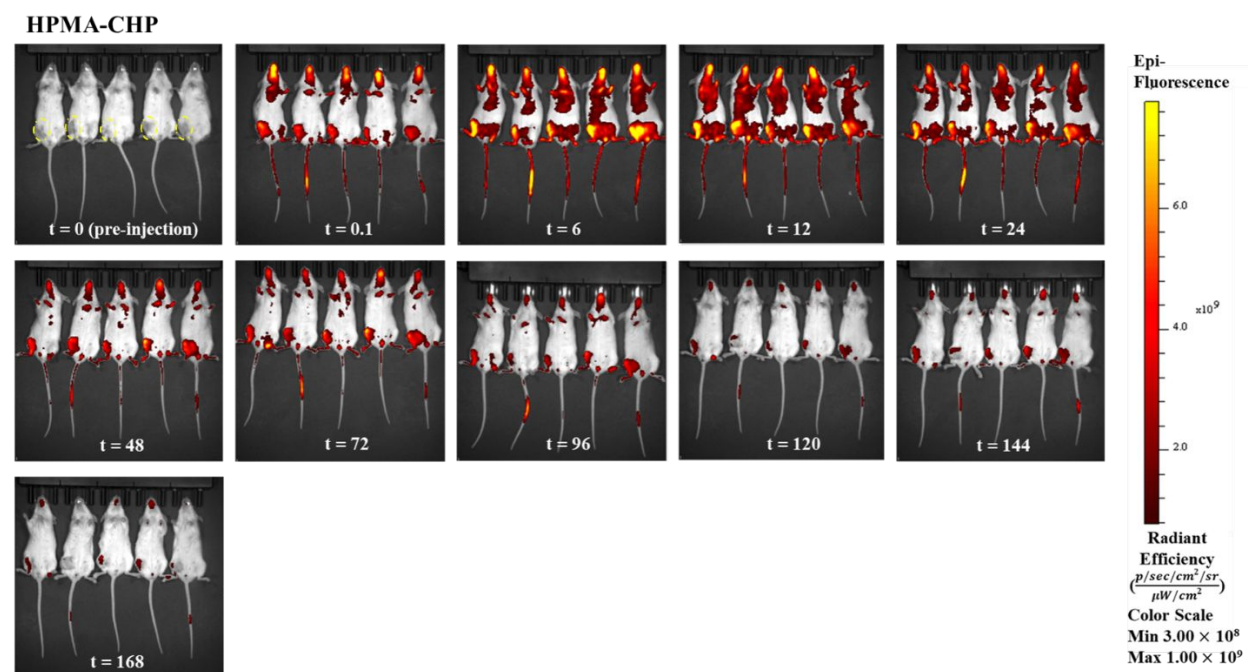 HPMA-CHP
t = 0 (pre-injection)
t = 0.1
t = 6
t = 12
t = 24
t = 48
t = 72
t = 96
t = 120
t = 144
t = 168
Epi-
Fluorescence
6.0
x10⁹
4.0
2.0
Radiant
Efficiency
(p/sec/cm²/sr
μW/cm²)
Color Scale
Min 3.00 × 10⁸
Max 1.00 × 10⁹